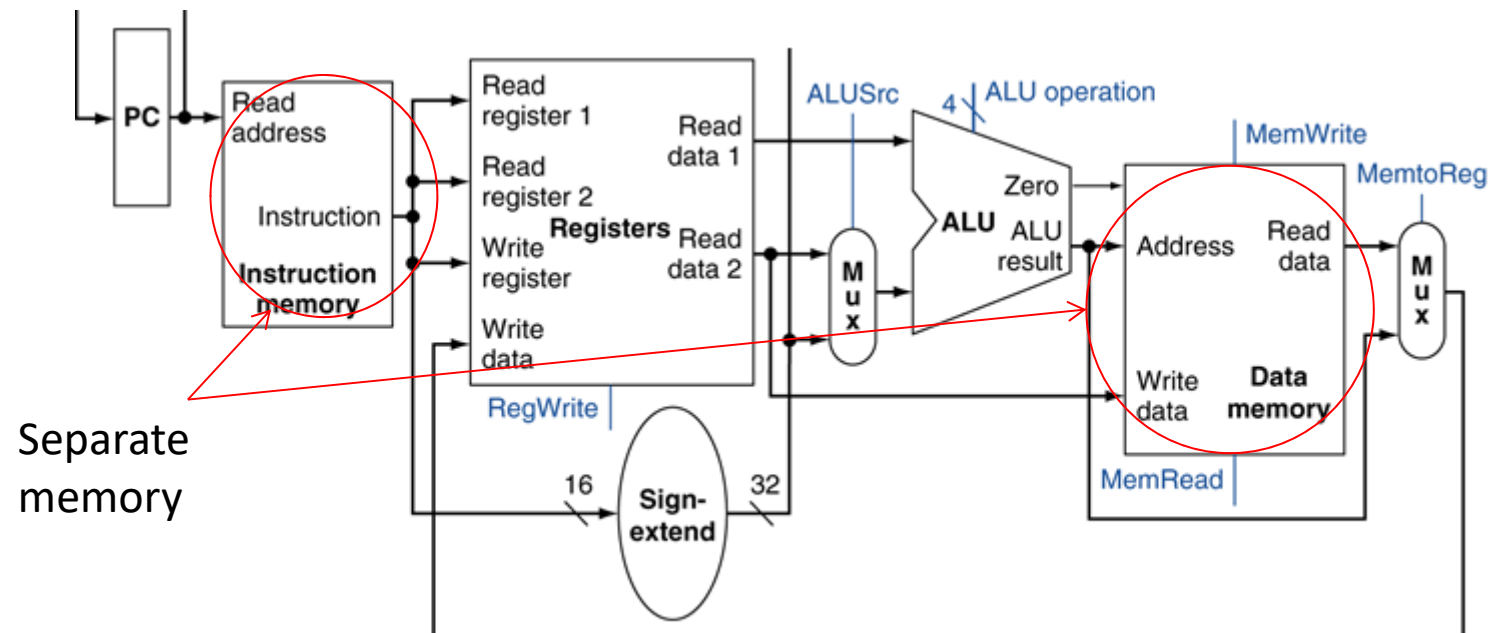 PC
Read
address
Instruction
Instruction
memory
Read
register 1
Read
register 2
Write
register
Write
data
Registers
Read
data 1
Read
data 2
RegWrite
16
Sign-
extend
32
ALUSrc
M
u
x
4
ALU operation
Zero
ALU
ALU
result
MemWrite
Address
Read
data
Write
data
Data
memory
MemRead
MemtoReg
M
u
x
Separate
memory